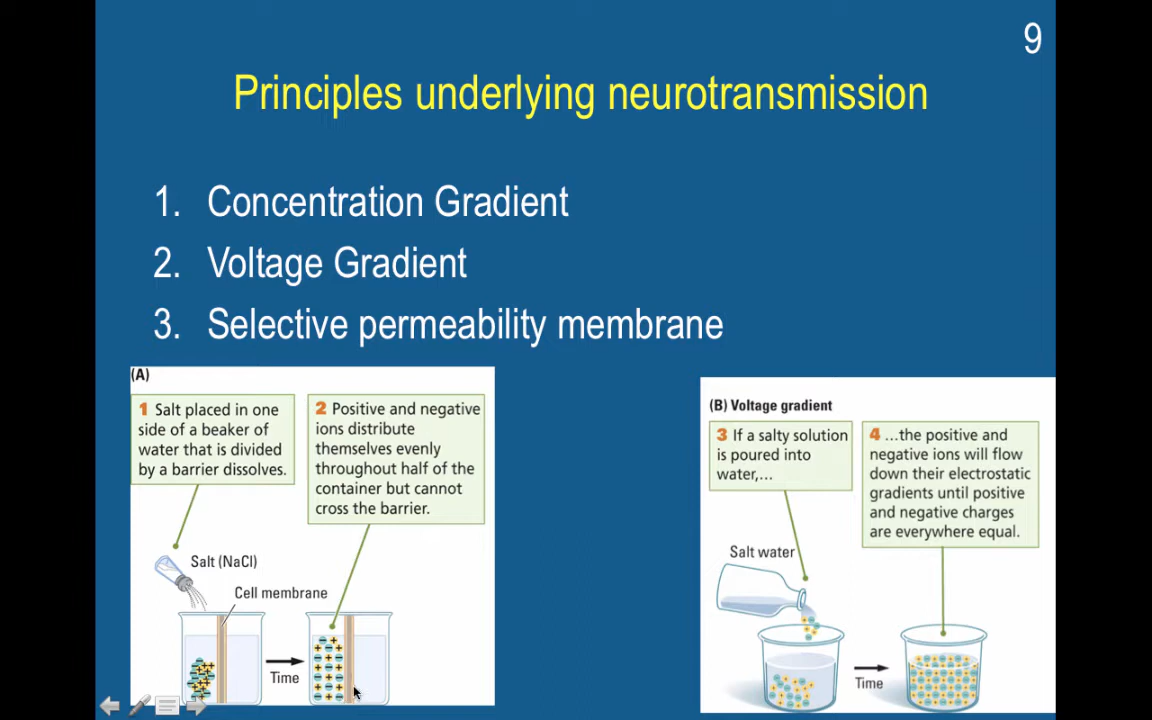 9
Principles underlying neurotransmission
1. Concentration Gradient
2. Voltage Gradient
3. Selective permeability membrane
(A)
1 Salt placed in one
side of a beaker of
water that is divided
by a barrier dissolves.
2 Positive and negative
ions distribute
themselves evenly
throughout half of the
container but cannot
cross the barrier.
Salt (NaCl)
Cell membrane
Time
(B) Voltage gradient
3 If a salty solution
is poured into
water,...
4 ...the positive and
negative ions will flow
down their electrostatic
gradients until positive
and negative charges
are everywhere equal.
Salt water
Time